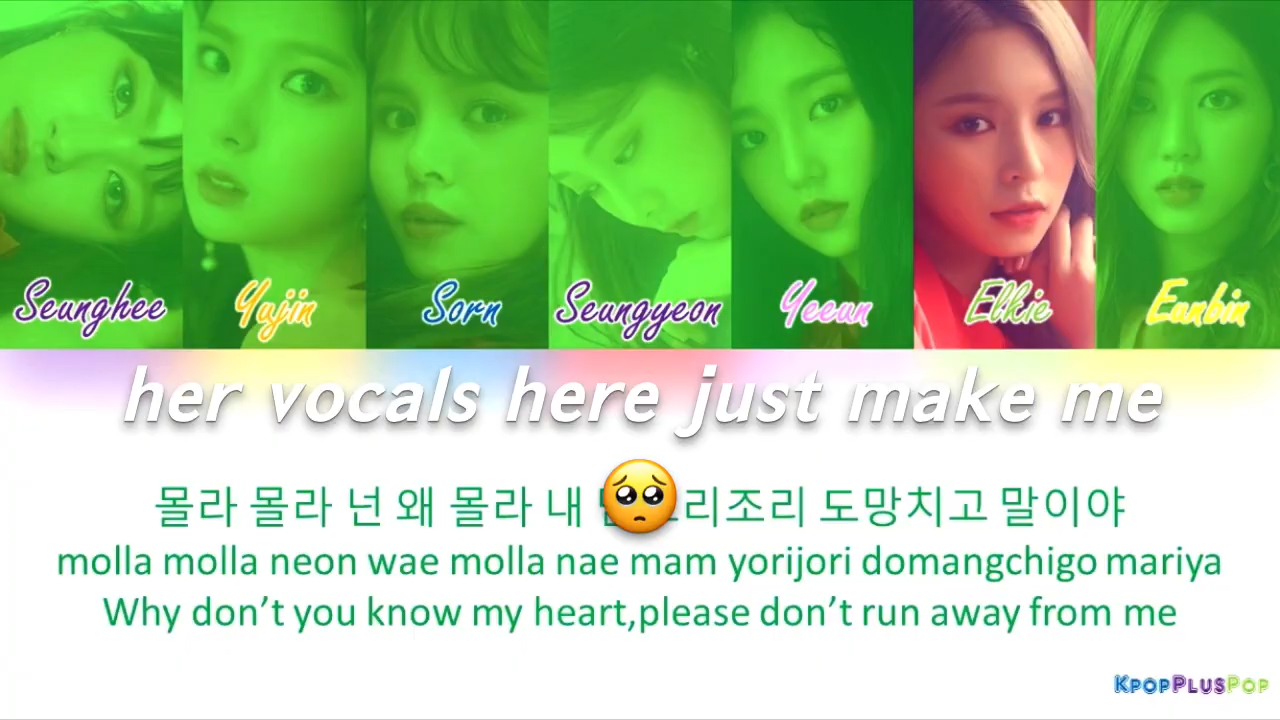 Seunghee Yujin Sorn Seungyeon Yeeun Elkie Eunbin
her vocals here just make me
몰라 몰라 넌 왜 몰라 내 리조리 도망치고 말이야
molla molla neon wae molla nae mam yorijori domangchigo mariya
Why don’t you know my heart,please don’t run away from me
KpopPlusPop